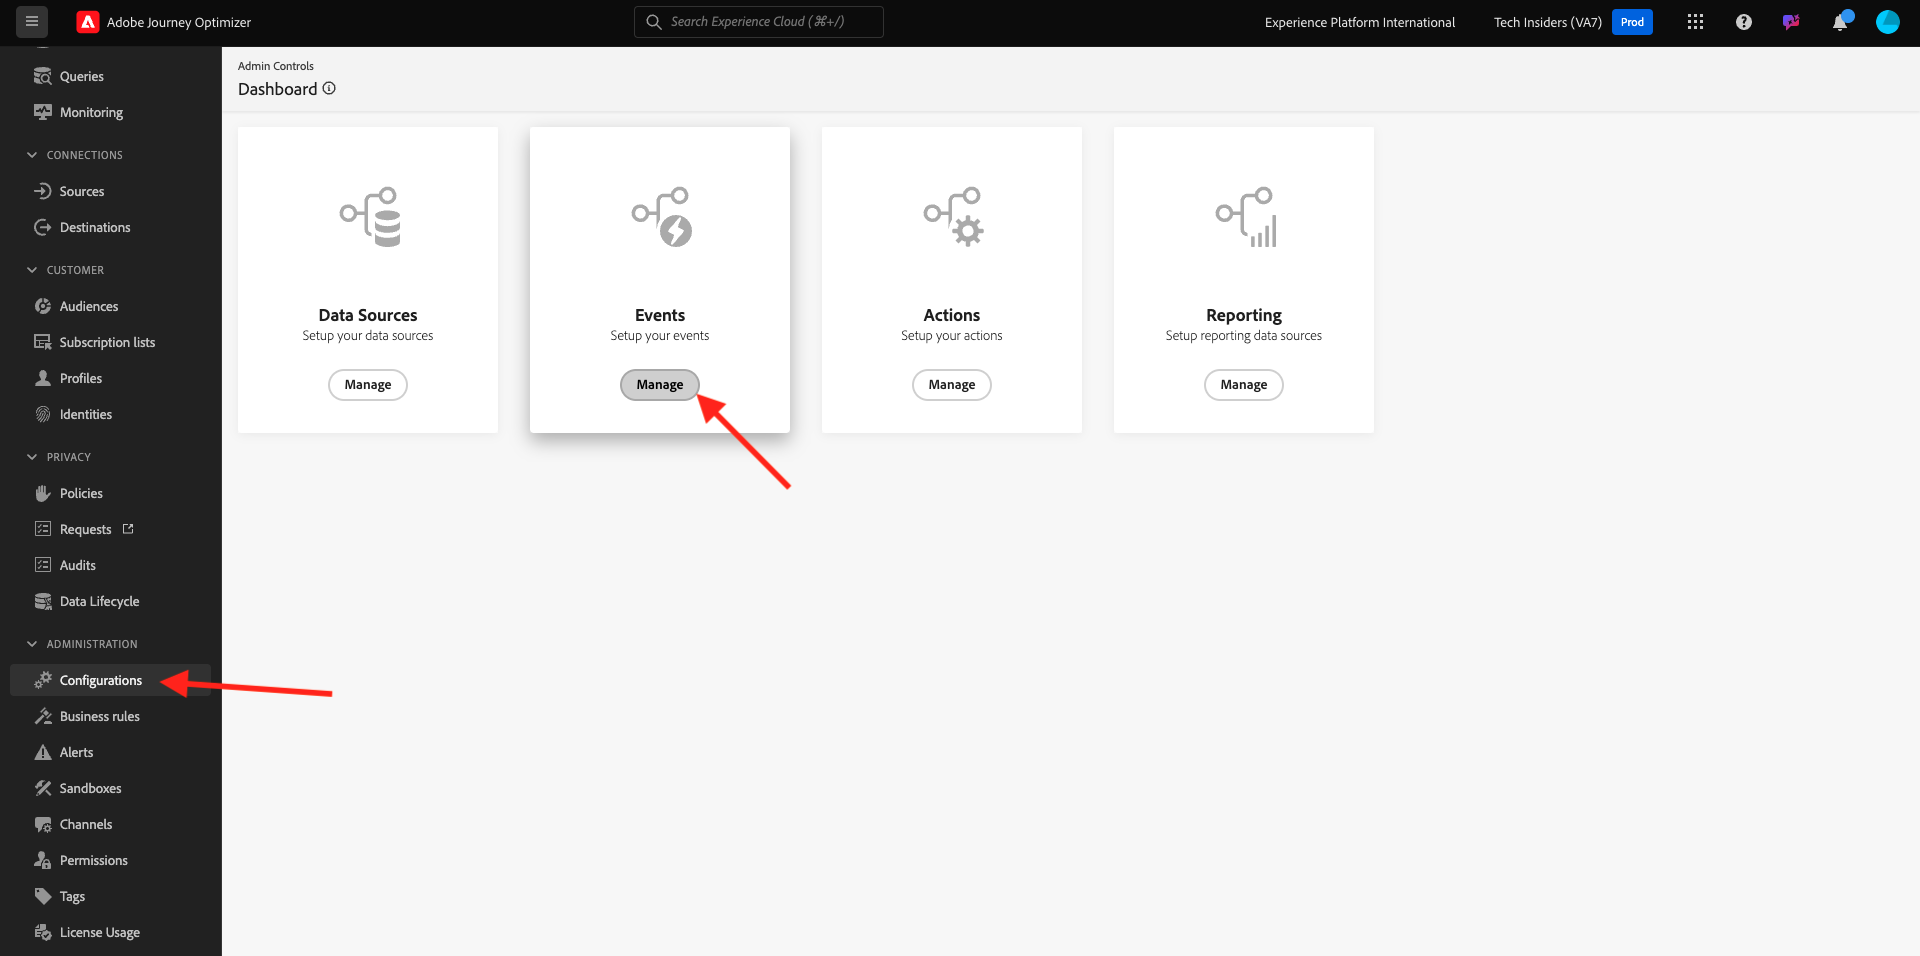 Adobe Journey Optimizer
Search Experience Cloud (⌘+/)
Experience Platform International
Tech Insiders (VA7)
Prod
Queries
Monitoring
CONNECTIONS
Sources
Destinations
CUSTOMER
Audiences
Subscription lists
Profiles
Identities
PRIVACY
Policies
Requests
Audits
Data Lifecycle
ADMINISTRATION
Configurations
Business rules
Alerts
Sandboxes
Channels
Permissions
Tags
License Usage
Admin Controls
Dashboard
Data Sources
Setup your data sources
Manage
Events
Setup your events
Manage
Actions
Setup your actions
Manage
Reporting
Setup reporting data sources
Manage